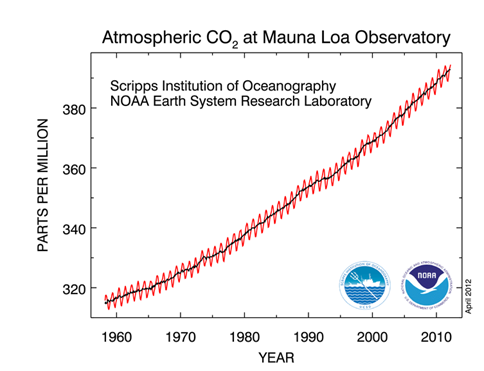 Atmospheric CO₂ at Mauna Loa Observatory
Scripps Institution of Oceanography
NOAA Earth System Research Laboratory
PARTS PER MILLION
380
360
340
320
1960 1970 1980 1990 2000 2010
YEAR
NOAA
April 2012